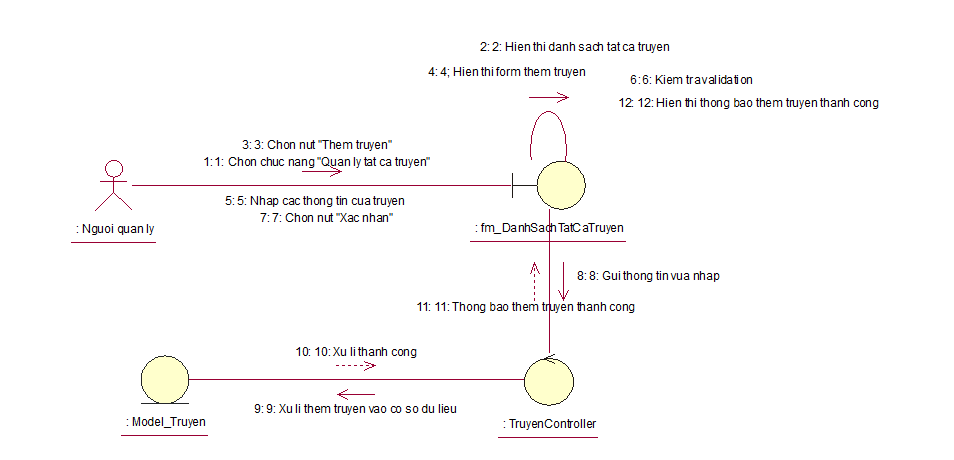 2: 2: Hien thi danh sach tat ca truyen
4: 4; Hien thi form them truyen
6: 6: Kiem tra validation
12: 12: Hien thi thong bao them truyen thanh cong
3: 3: Chon nut "Them truyen"
1: 1: Chon chuc nang "Quan ly tat ca truyen"
5: 5: Nhap cac thong tin cua truyen
7: 7: Chon nut "Xac nhan"
: Nguoi quan ly
: fm_DanhSachTatCaTruyen
8: 8: Gui thong tin vua nhap
11: 11: Thong bao them truyen thanh cong
10: 10: Xu li thanh cong
9: 9: Xu li them truyen vao co so du lieu
: Model_Truyen
: TruyenController